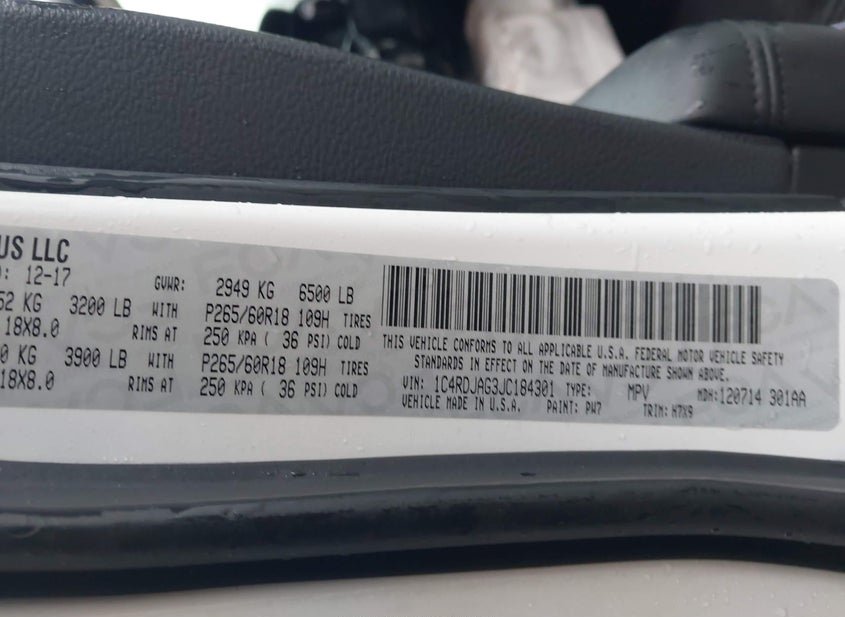 US LLC
: 12-17
GVWR: 2949 KG 6500 LB
52 KG 3200 LB WITH P265/60R18 109H TIRES
18X8.0 RIMS AT 250 KPA ( 36 PSI) COLD
0 KG 3900 LB WITH P265/60R18 109H TIRES
18X8.0 RIMS AT 250 KPA ( 36 PSI) COLD
THIS VEHICLE CONFORMS TO ALL APPLICABLE U.S.A. FEDERAL MOTOR VEHICLE SAFETY
STANDARDS IN EFFECT ON THE DATE OF MANUFACTURE SHOWN ABOVE.
VIN: 1C4RDJAG3JC184301 TYPE: MPV MDH:120714 301AA
VEHICLE MADE IN U.S.A. PAINT: PW7 TRIM: H7X9